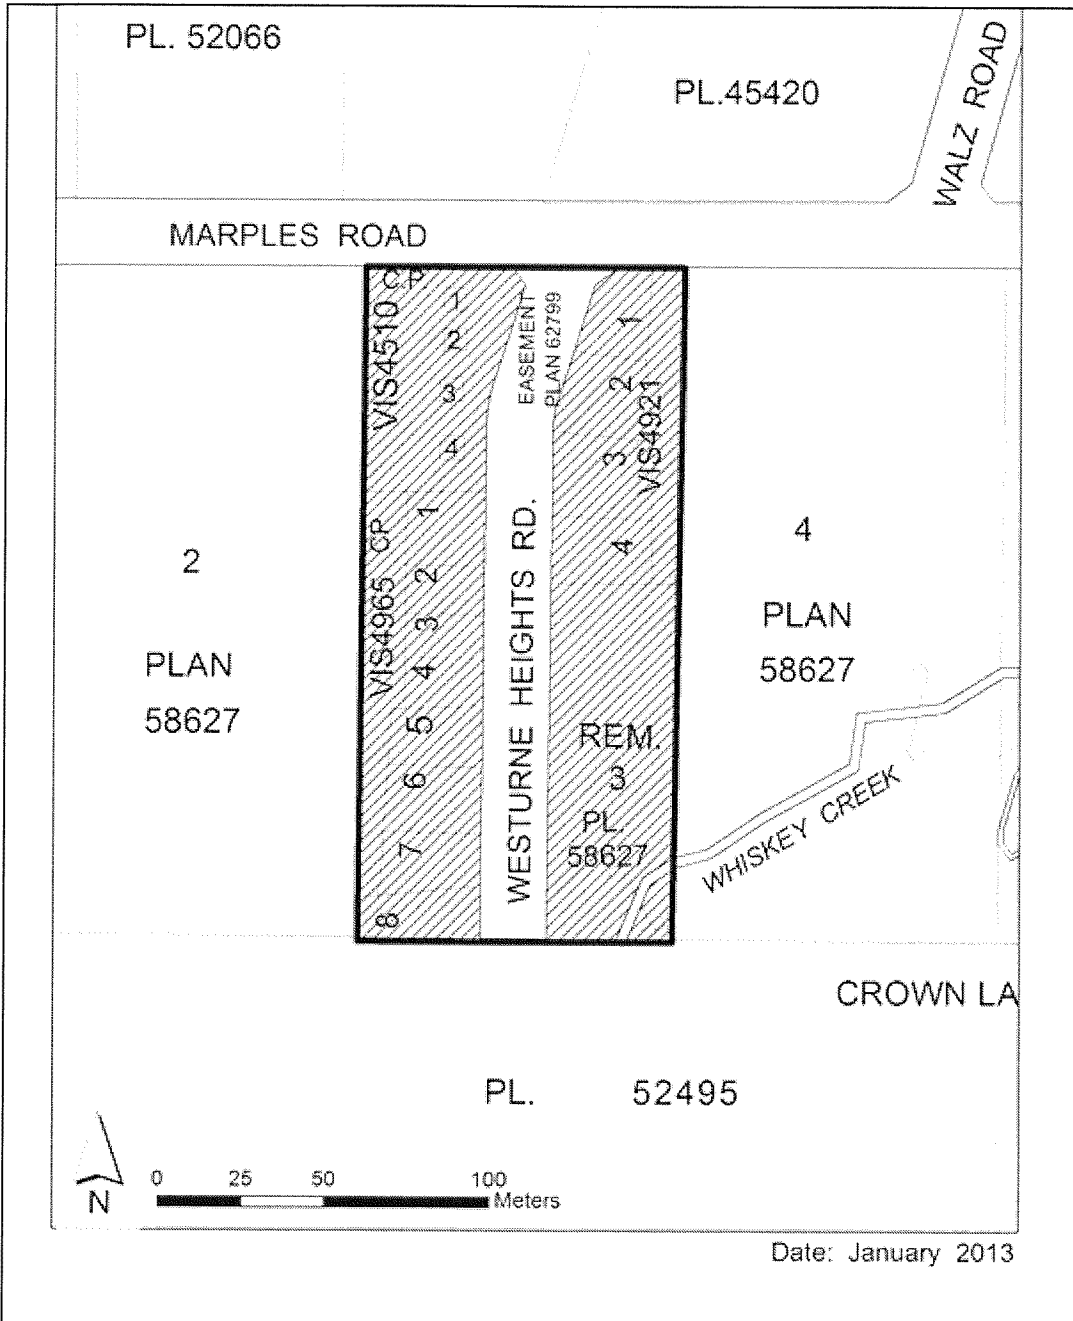 PL. 52066
PL.45420
WALZ ROAD
MARPLES ROAD
C.P
VIS4510
1
2
3
4
EASEMENT
PLAN 62799
1
2
3
4
VIS4921
VIS4965 CP
1
2
3
4
5
6
7
8
WESTURNE HEIGHTS RD.
REM.
3
PL.
58627
2
PLAN
58627
4
PLAN
58627
WHISKEY CREEK
CROWN LA
PL. 52495
N
0 25 50 100
Meters
Date: January 2013